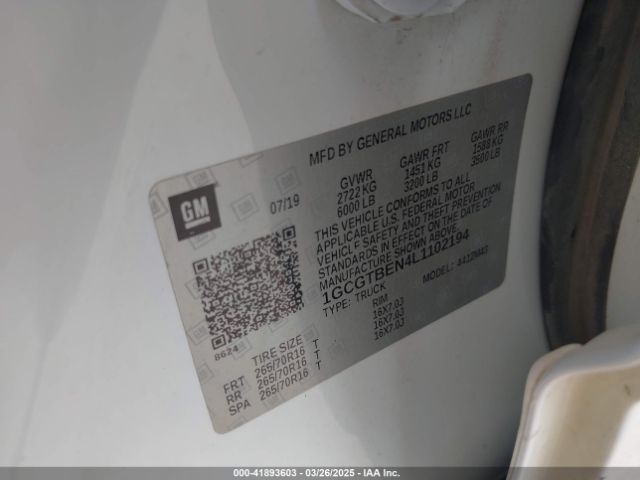 MFD BY GENERAL MOTORS LLC
GM
07/19
GVWR GAWR FRT GAWR RR
2722 KG 1451 KG 1588 KG
6000 LB 3200 LB 3500 LB
THIS VEHICLE CONFORMS TO ALL
APPLICABLE U.S. FEDERAL MOTOR
VEHICLE SAFETY AND THEFT PREVENTION
STANDARDS IN EFFECT ON THE DATE OF
MANUFACTURE SHOWN ABOVE.
1GCGTBEN4L1102194
TYPE: TRUCK MODEL: 4412M43
8624
TIRE SIZE RIM
FRT 265/70R16 T 16X7.0J
RR 265/70R16 T 16X7.0J
SPA 265/70R16 T 16X7.0J
000-41893603 | 03/26/2025 | IAA Inc.